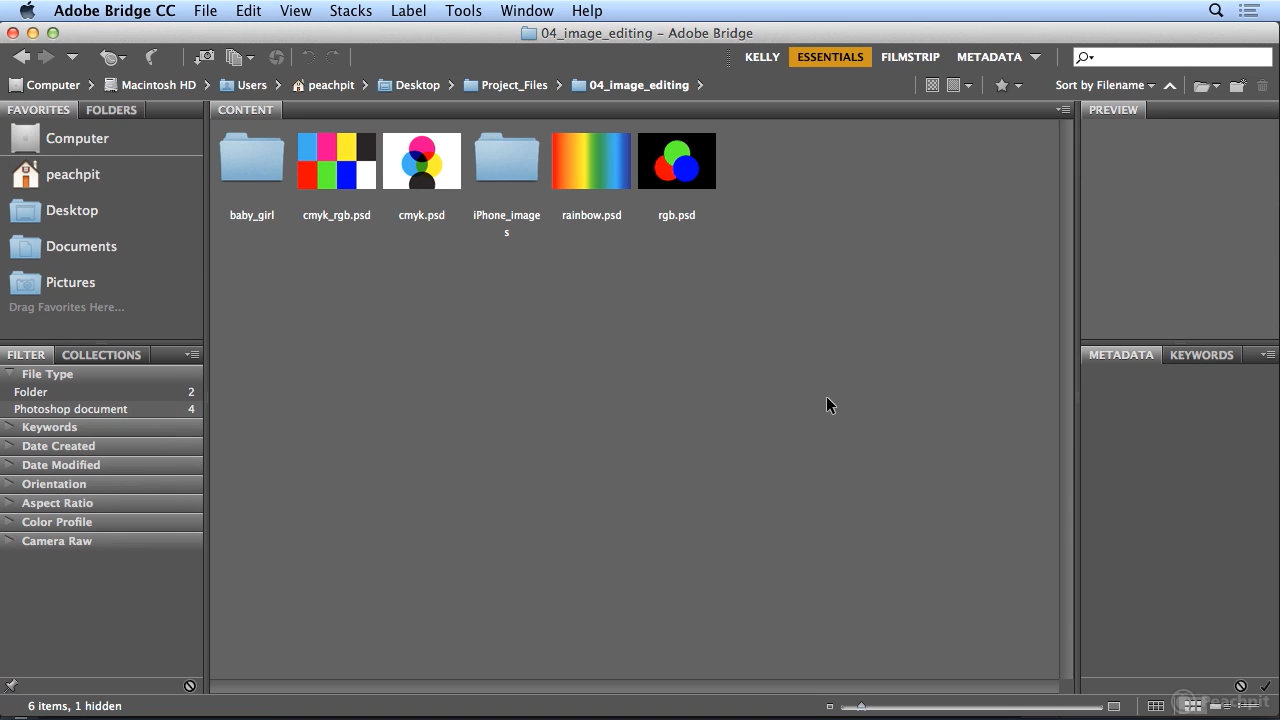 Adobe Bridge CC File Edit View Stacks Label Tools Window Help
04_image_editing – Adobe Bridge
KELLY ESSENTIALS FILMSTRIP METADATA
Computer Macintosh HD Users peachpit Desktop Project_Files 04_image_editing Sort by Filename
FAVORITES FOLDERS CONTENT PREVIEW
Computer
peachpit
Desktop
Documents
Pictures
Drag Favorites Here...
baby_girl cmyk_rgb.psd cmyk.psd iPhone_image rainbow.psd rgb.psd
s
FILTER COLLECTIONS
File Type
Folder 2
Photoshop document 4
Keywords
Date Created
Date Modified
Orientation
Aspect Ratio
Color Profile
Camera Raw
METADATA KEYWORDS
6 items, 1 hidden
Peachpit